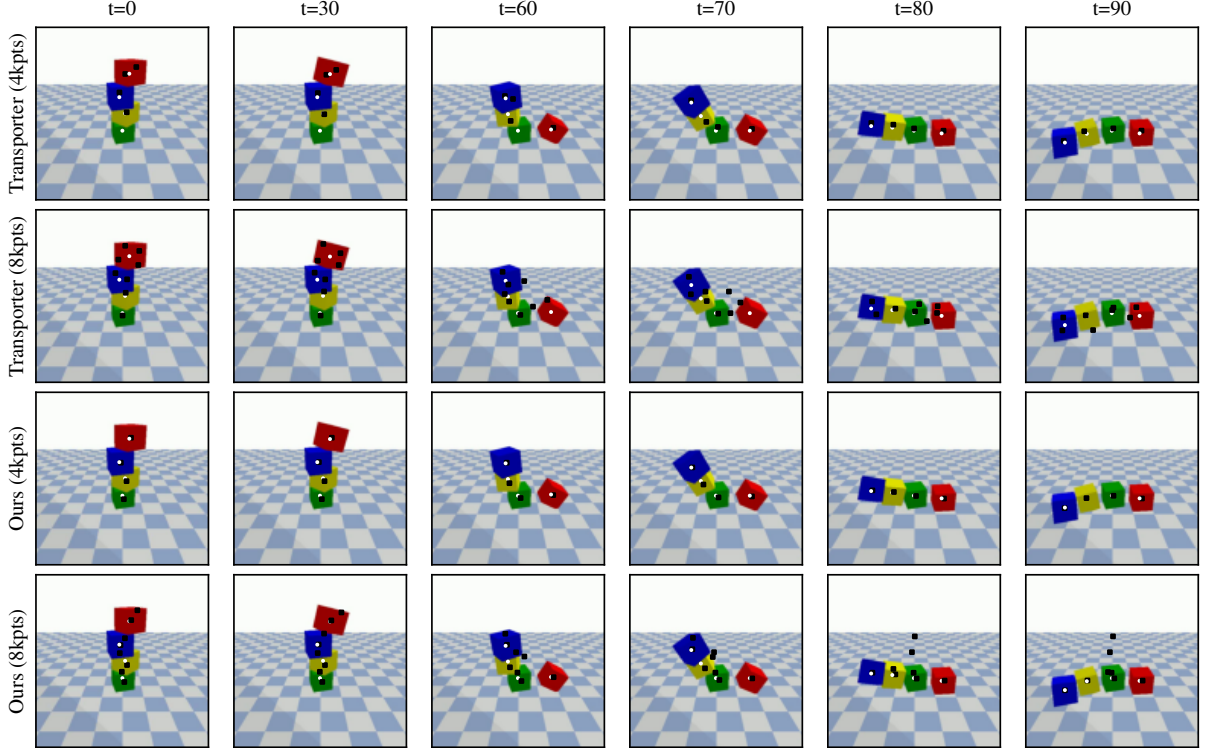 t=0 t=30 t=60 t=70 t=80 t=90
Transporter (4kpts)
Transporter (8kpts)
Ours (4kpts)
Ours (8kpts)